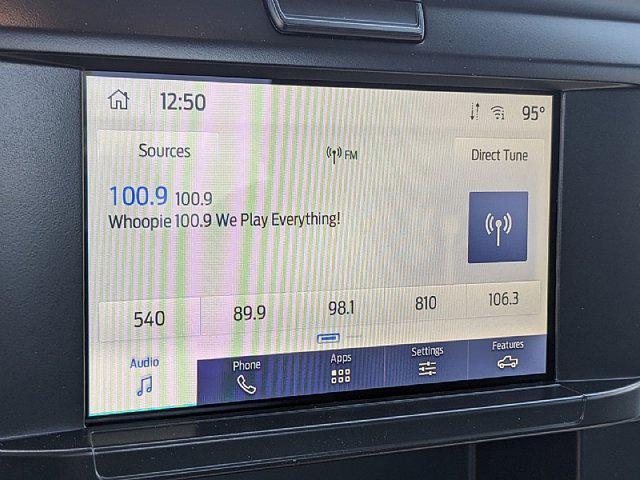 12:50 95°
Sources FM Direct Tune
100.9 100.9
Whoopie 100.9 We Play Everything!
540 89.9 98.1 810 106.3
Audio Phone Apps Settings Features